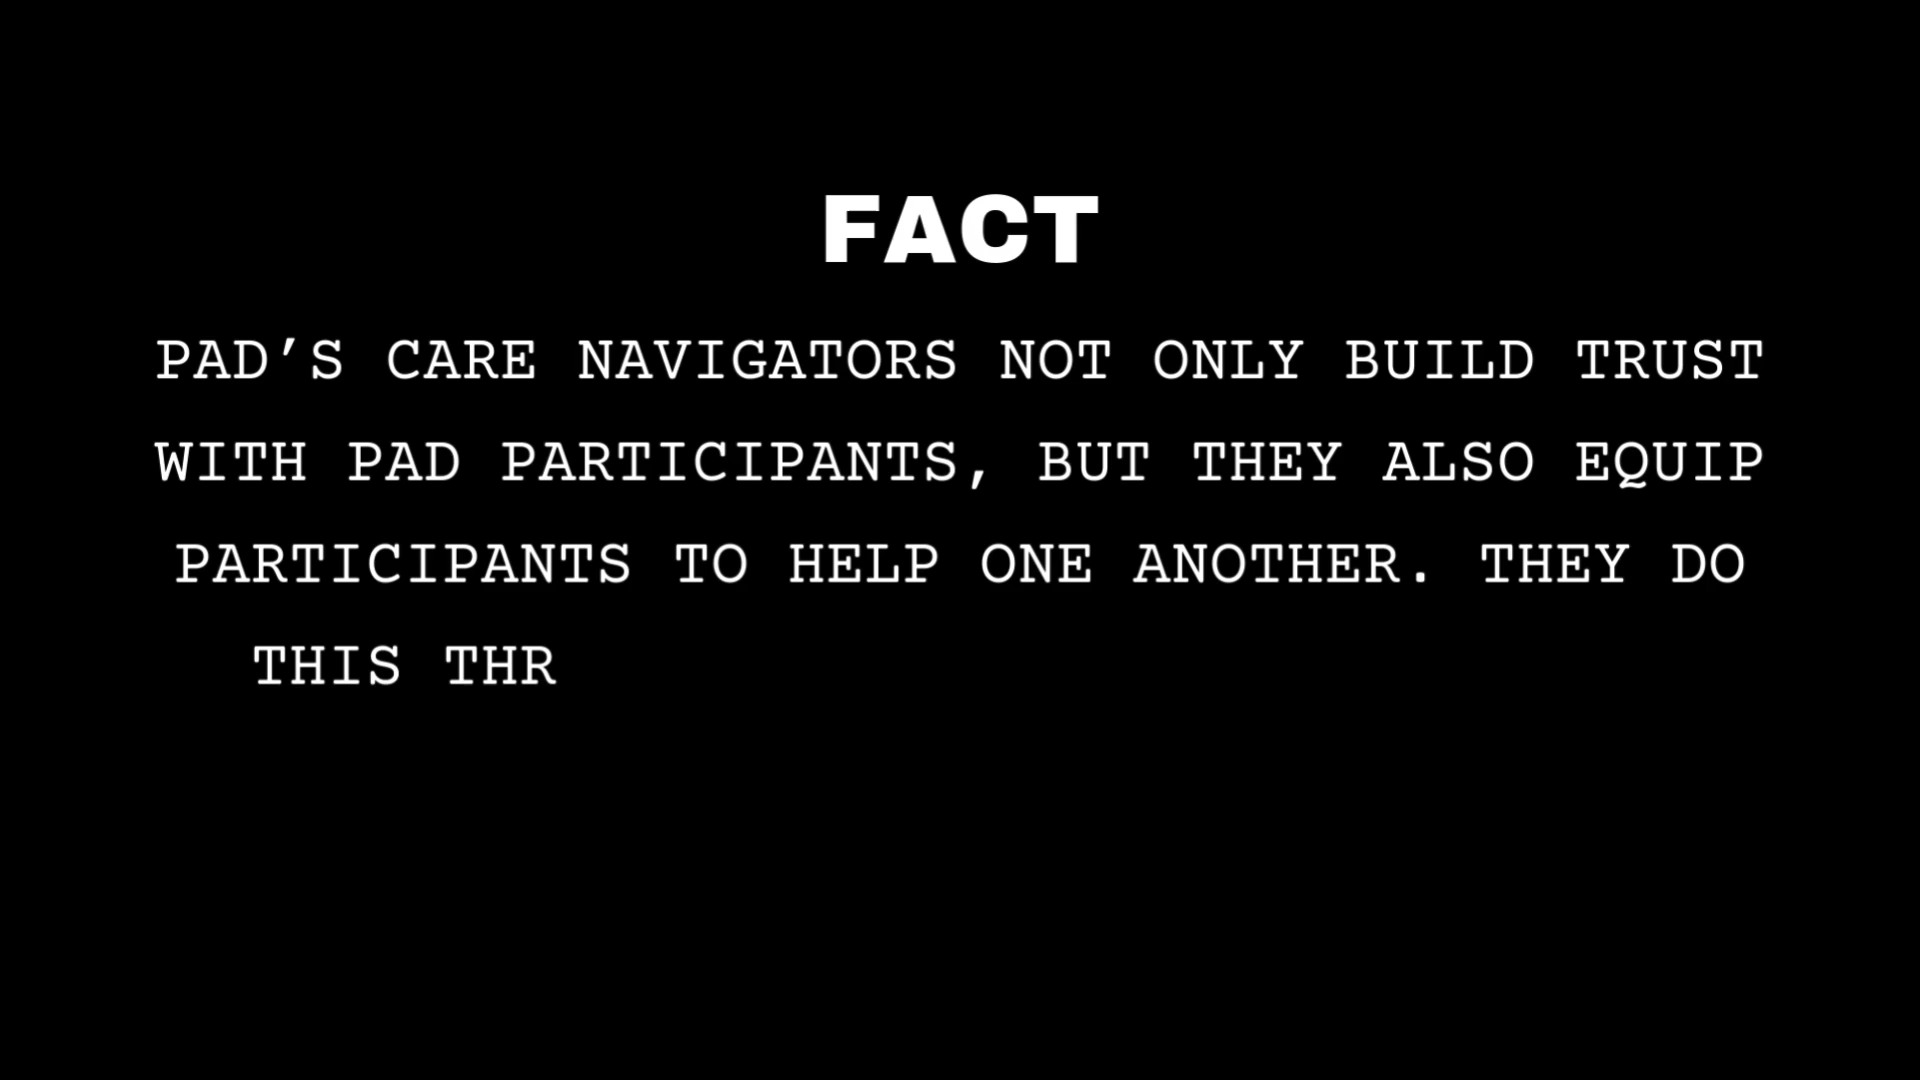 FACT
PAD’S CARE NAVIGATORS NOT ONLY BUILD TRUST
WITH PAD PARTICIPANTS, BUT THEY ALSO EQUIP
PARTICIPANTS TO HELP ONE ANOTHER. THEY DO
THIS THR